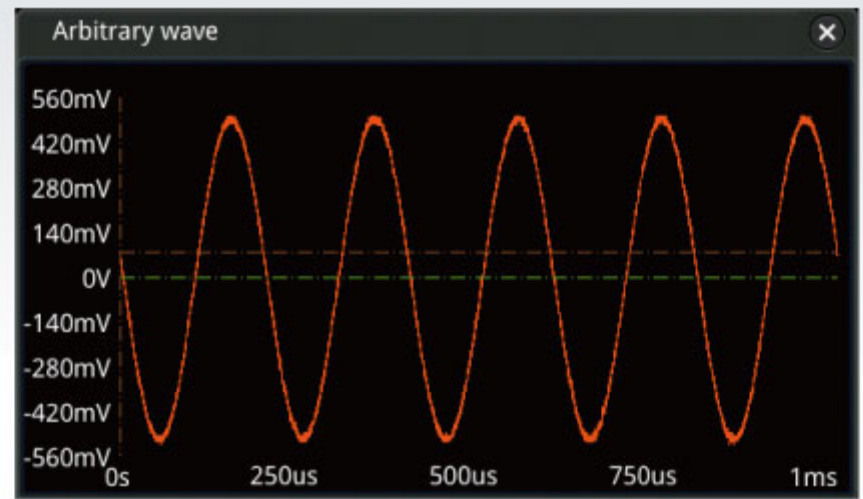 Arbitrary wave
560mV
420mV
280mV
140mV
0V
-140mV
-280mV
-420mV
-560mV
0s 250us 500us 750us 1ms